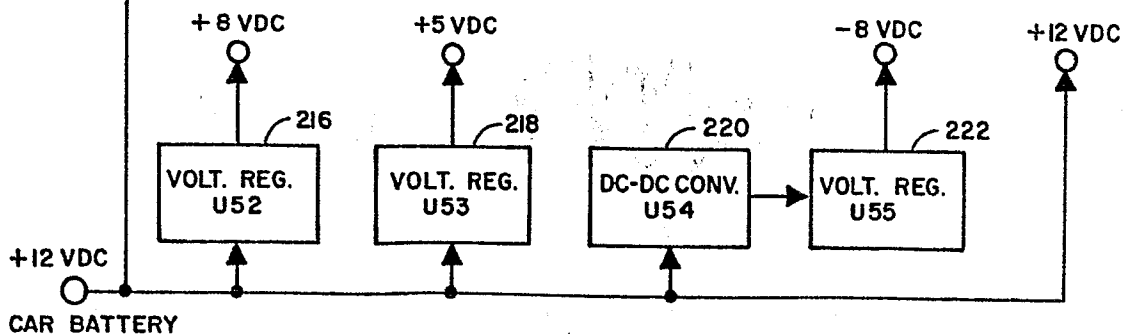 +8 VDC
+5 VDC
-8 VDC
+12 VDC
216
218
220
222
VOLT. REG.
U52
VOLT. REG.
U53
DC-DC CONV.
U54
VOLT. REG.
U55
+12 VDC
CAR BATTERY